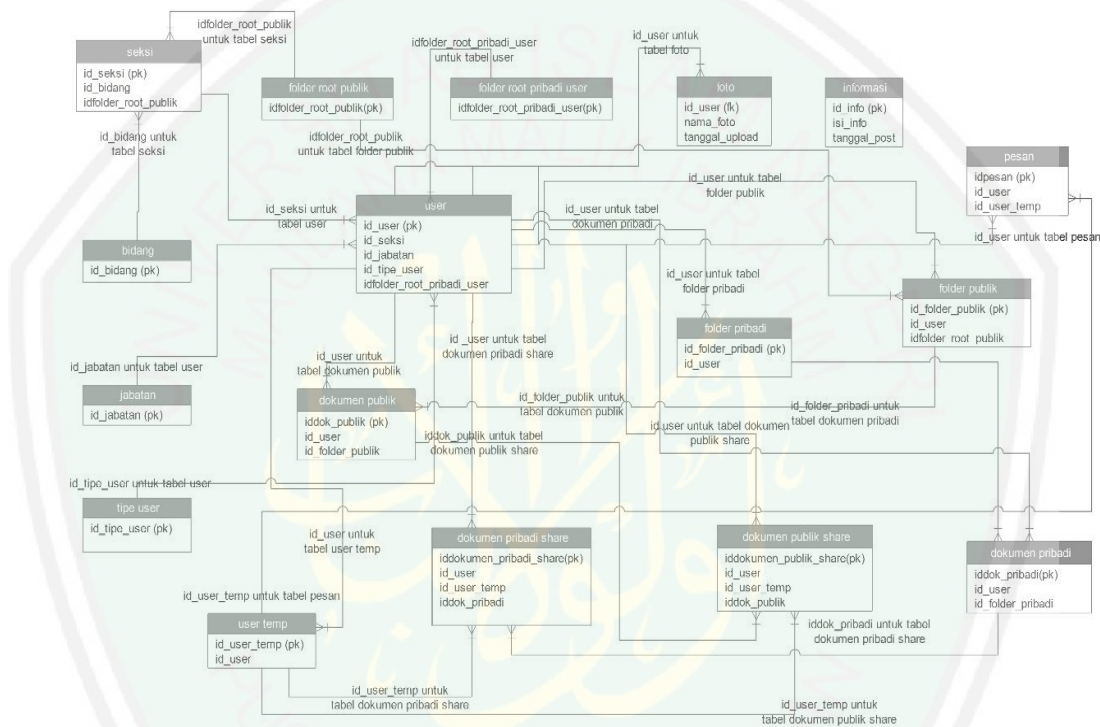 idfolder_root_publik
untuk tabel seksi
seksi
id_seksi (pk)
id_bidang
idfolder_root_publik
idfolder_root_pribadi_user
untuk tabel user
id_user untuk
tabel foto
folder root publik
idfolder_root_publik(pk)
folder root pribadi user
idfolder_root_pribadi_user(pk)
foto
id_user (fk)
nama_foto
tanggal_upload
informasi
id_info (pk)
isi_info
tanggal_post
id_bidang untuk
tabel seksi
idfolder_root_publik
untuk tabel folder publik
pesan
idpesan (pk)
id_user
id_user_temp
id_user untuk tabel
folder publik
id_seksi untuk
tabel user
user
id_user (pk)
id_seksi
id_jabatan
id_tipe_user
idfolder_root_pribadi_user
id_user untuk tabel
dokumen pribadi
id_user untuk tabel pesan
bidang
id_bidang (pk)
id_user untuk tabel
folder pribadi
folder publik
id_folder_publik (pk)
id_user
idfolder_root_publik
folder pribadi
id_folder_pribadi (pk)
id_user
id_user untuk tabel
dokumen pribadi share
id_user untuk
tabel dokumen publik
id_jabatan untuk tabel user
jabatan
id_jabatan (pk)
dokumen publik
iddok_publik (pk)
id_user
id_folder_publik
id_folder_publik untuk
tabel dokumen publik
id_folder_pribadi untuk
tabel dokumen pribadi
iddok_publik untuk tabel
dokumen publik share
id_user untuk tabel dokumen
publik share
id_tipe_user untuk tabel user
tipe user
id_tipe_user (pk)
id_user untuk
tabel user temp
dokumen pribadi share
iddokumen_pribadi_share(pk)
id_user
id_user_temp
iddok_pribadi
dokumen publik share
iddokumen_publik_share(pk)
id_user
id_user_temp
iddok_publik
dokumen pribadi
iddok_pribadi(pk)
id_user
id_folder_pribadi
id_user_temp untuk tabel pesan
user temp
id_user_temp (pk)
id_user
iddok_pribadi untuk tabel
dokumen pribadi share
id_user_temp untuk
tabel dokumen pribadi share
id_user_temp untuk
tabel dokumen publik share